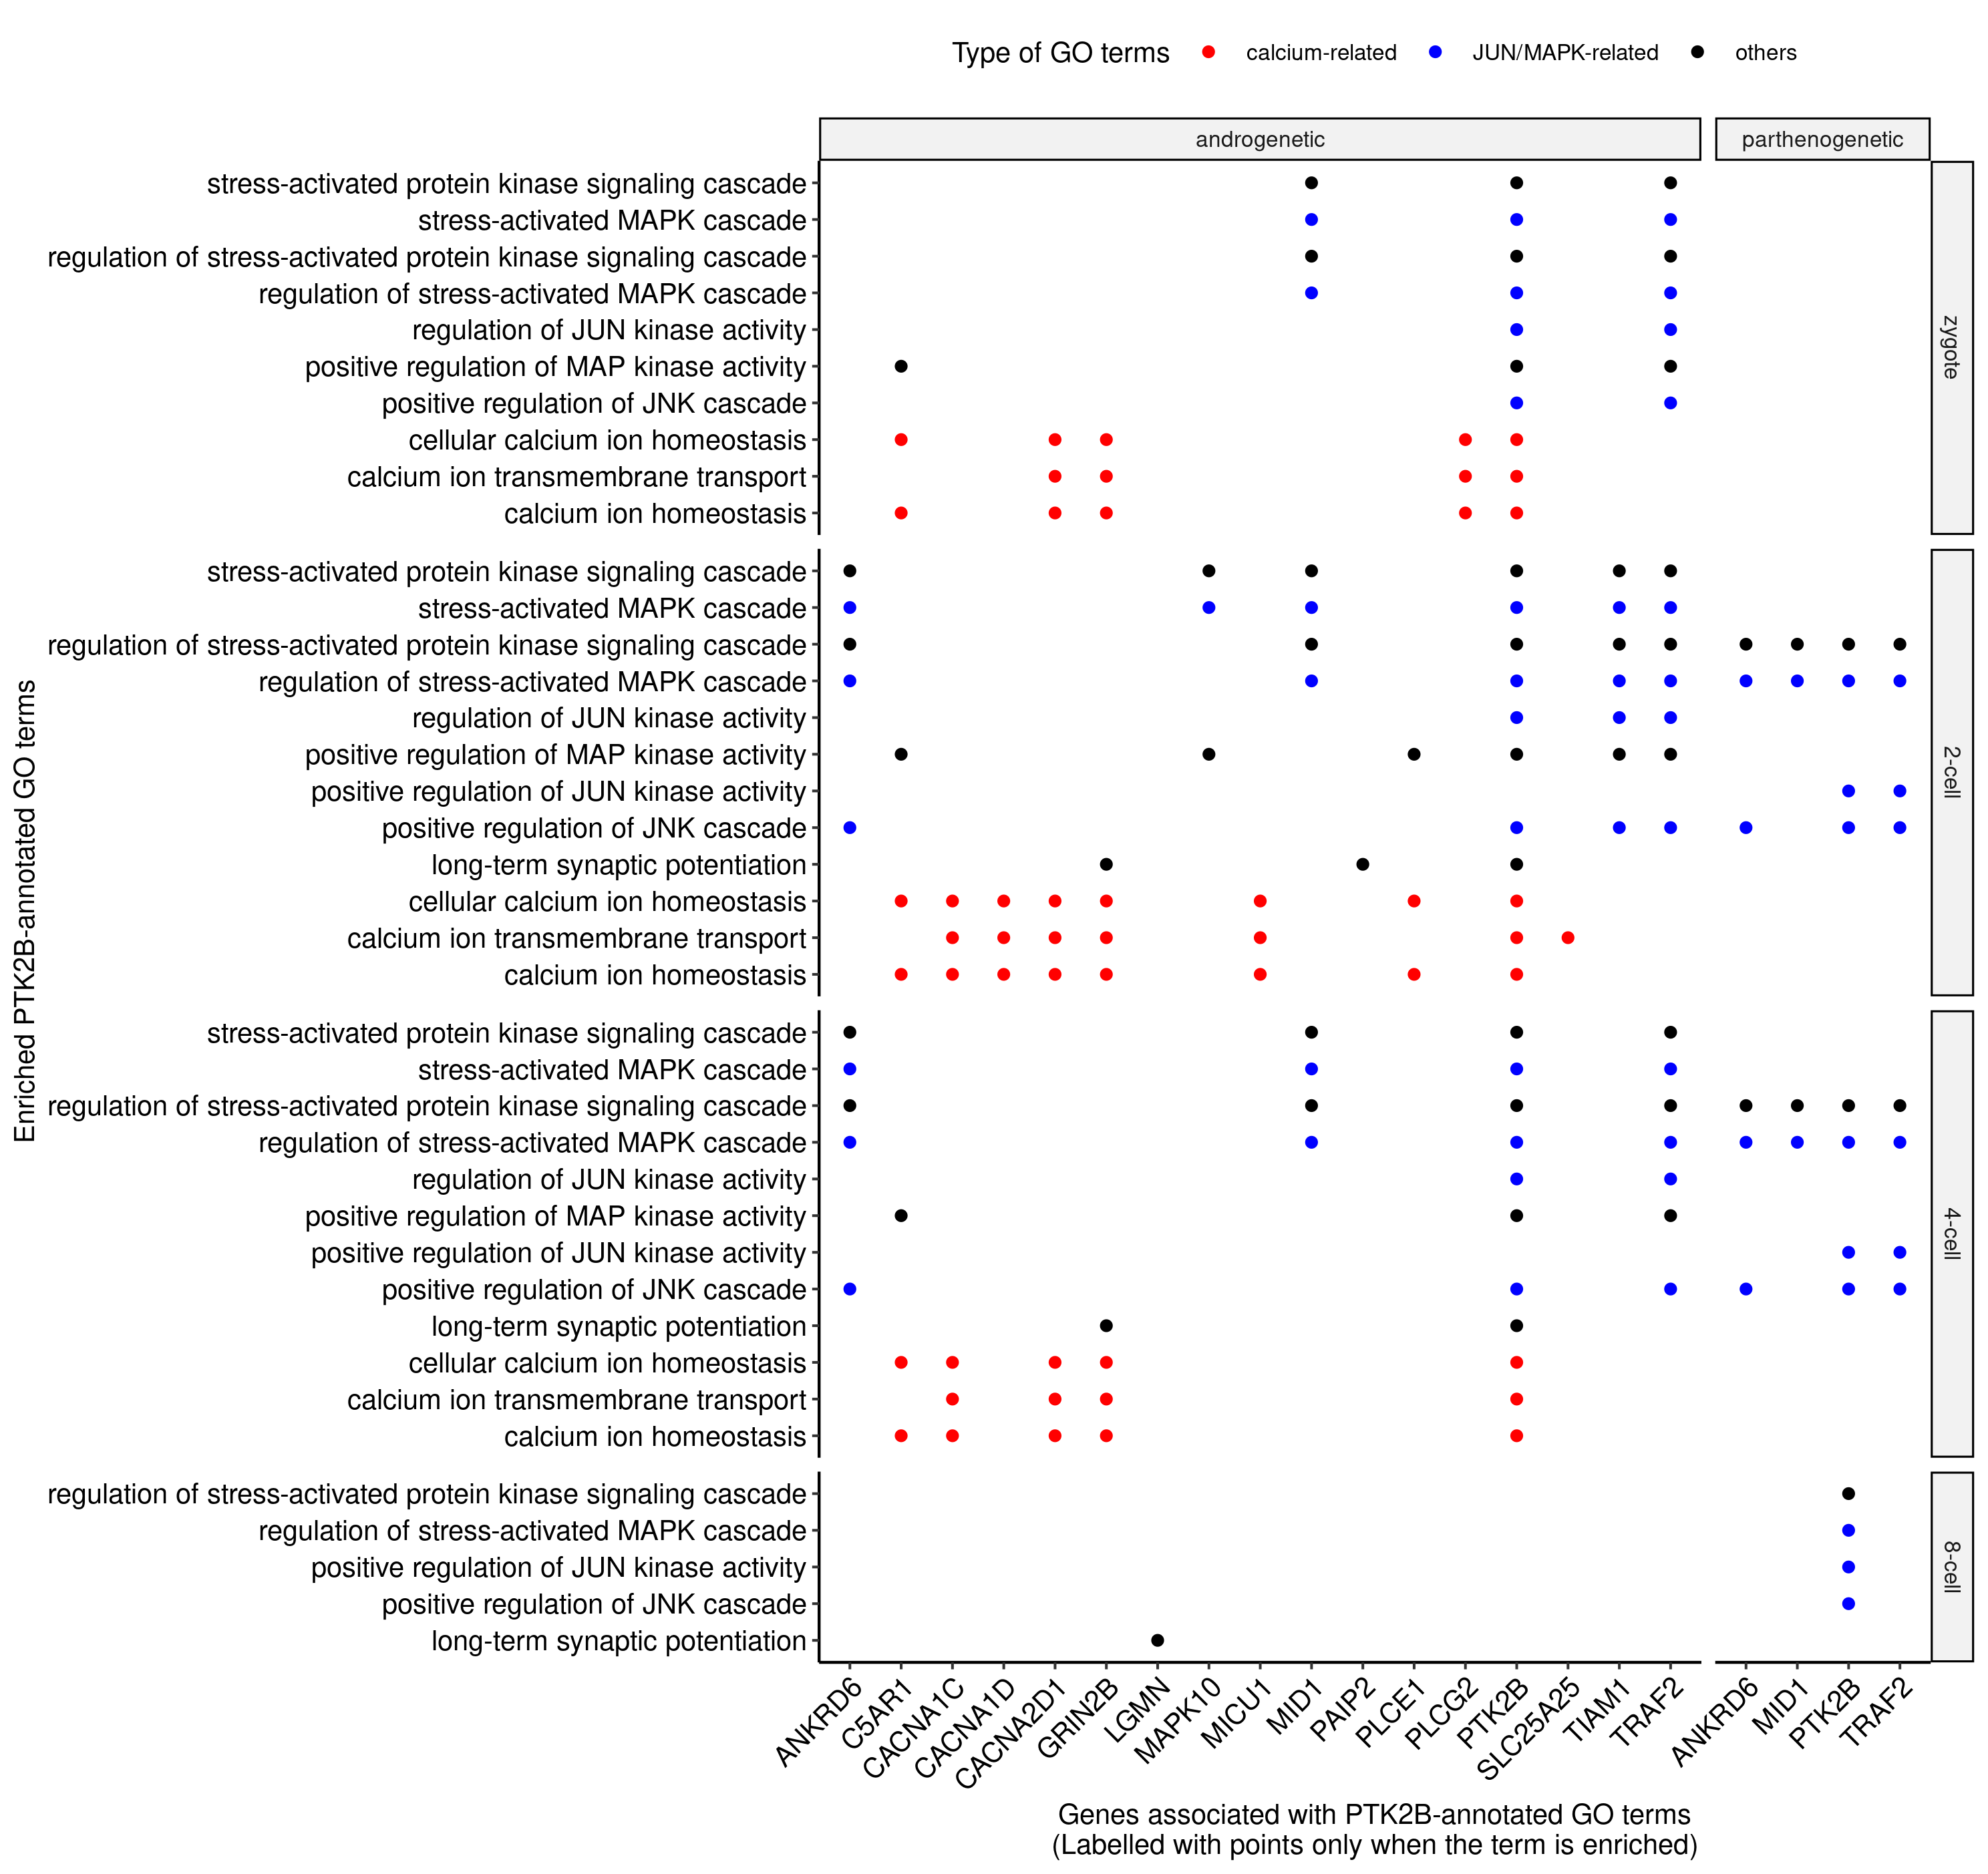 Type of GO terms calcium-related JUN/MAPK-related others
androgenetic parthenogenetic
stress-activated protein kinase signaling cascade
stress-activated MAPK cascade
regulation of stress-activated protein kinase signaling cascade
regulation of stress-activated MAPK cascade
regulation of JUN kinase activity
positive regulation of MAP kinase activity
positive regulation of JNK cascade
cellular calcium ion homeostasis
calcium ion transmembrane transport
calcium ion homeostasis
zygote
stress-activated protein kinase signaling cascade
stress-activated MAPK cascade
regulation of stress-activated protein kinase signaling cascade
regulation of stress-activated MAPK cascade
regulation of JUN kinase activity
positive regulation of MAP kinase activity
positive regulation of JUN kinase activity
positive regulation of JNK cascade
long-term synaptic potentiation
cellular calcium ion homeostasis
calcium ion transmembrane transport
calcium ion homeostasis
2-cell
Enriched PTK2B-annotated GO terms
stress-activated protein kinase signaling cascade
stress-activated MAPK cascade
regulation of stress-activated protein kinase signaling cascade
regulation of stress-activated MAPK cascade
regulation of JUN kinase activity
positive regulation of MAP kinase activity
positive regulation of JUN kinase activity
positive regulation of JNK cascade
long-term synaptic potentiation
cellular calcium ion homeostasis
calcium ion transmembrane transport
calcium ion homeostasis
4-cell
regulation of stress-activated protein kinase signaling cascade
regulation of stress-activated MAPK cascade
positive regulation of JUN kinase activity
positive regulation of JNK cascade
long-term synaptic potentiation
8-cell
ANKRD6
C5AR1
CACNA1C
CACNA1D
CACNA2D1
GRIN2B
LGMN
MAPK10
MICU1
MID1
PAIP2
PLCE1
PLCG2
PTK2B
SLC25A25
TIAM1
TRAF2
ANKRD6
MID1
PTK2B
TRAF2
Genes associated with PTK2B-annotated GO terms
(Labelled with points only when the term is enriched)